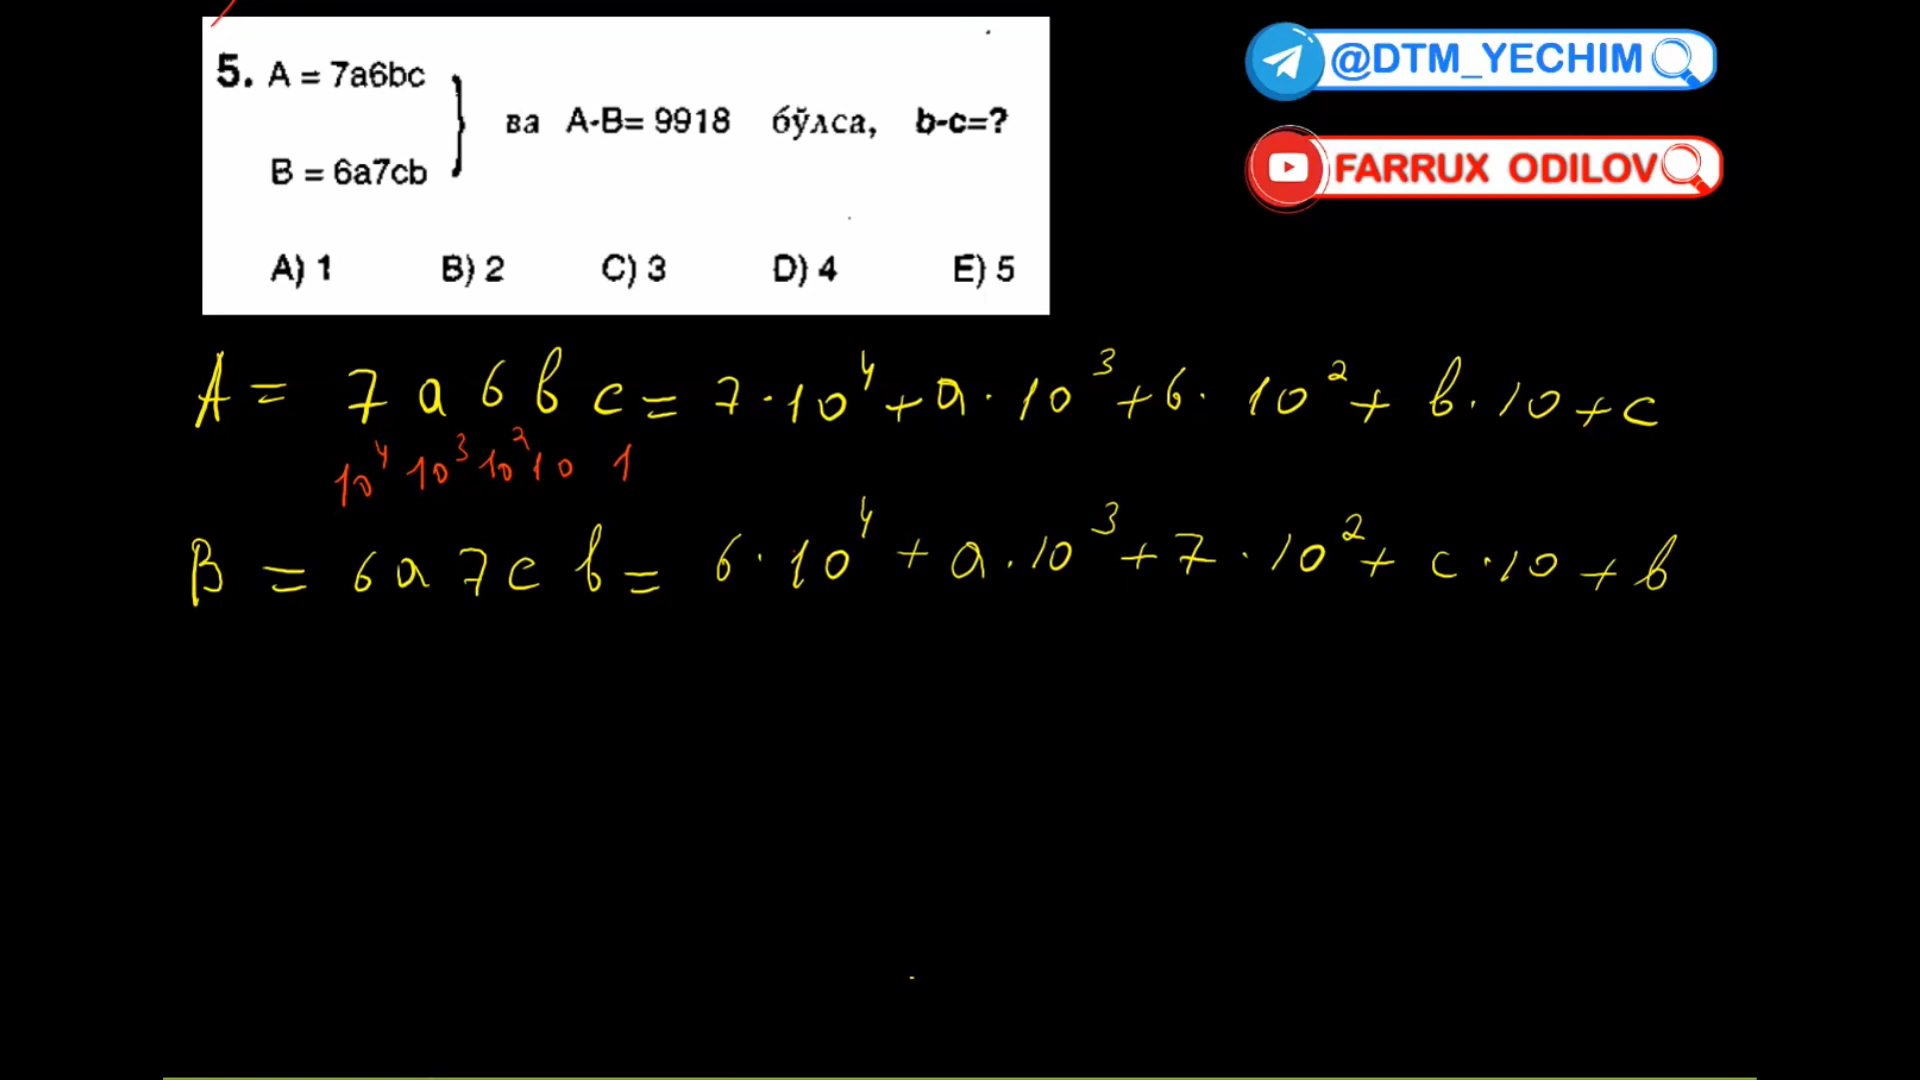 @DTM_YECHIM
FARRUX ODILOV
5. A = 7a6bc
ва A-B= 9918 бўлса, b-c=?
B = 6a7cb
A) 1 B) 2 C) 3 D) 4 E) 5
A = 7 a 6 b c = 7·10⁴ + a·10³ + 6·10² + b·10 + c
10⁴ 10³ 10² 10 1
B = 6 a 7 c b = 6·10⁴ + a·10³ + 7·10² + c·10 + b